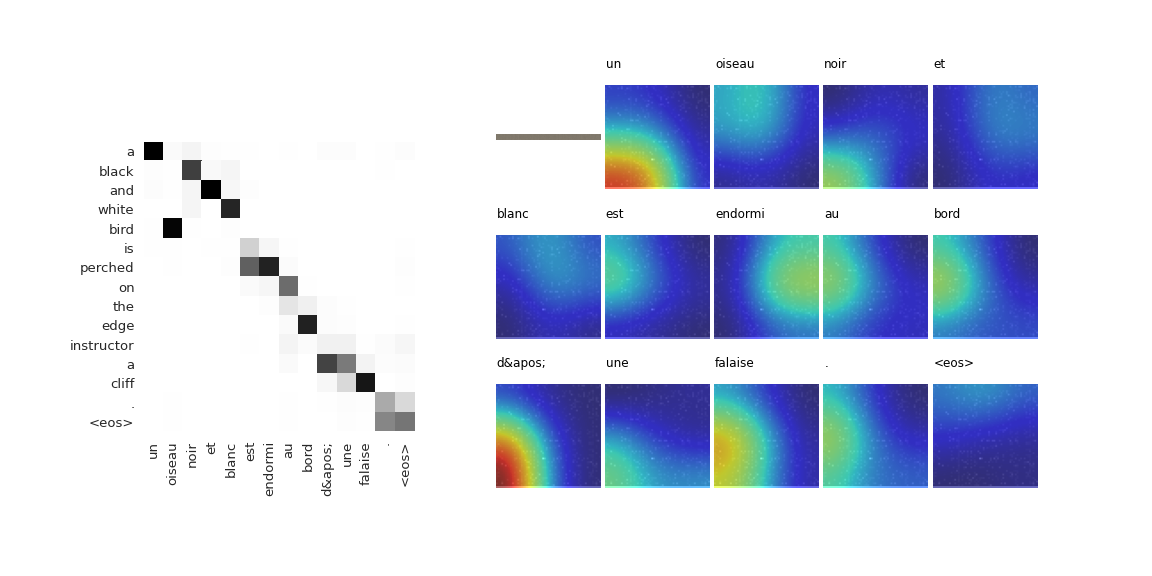 a
black
and
white
bird
is
perched
on
the
edge
instructor
a
cliff
.
<eos>
un
oiseau
noir
et
blanc
est
endormi
au
bord
d&apos;
une
falaise
.
<eos>
un oiseau noir et
blanc est endormi au bord
d&apos; une falaise . <eos>